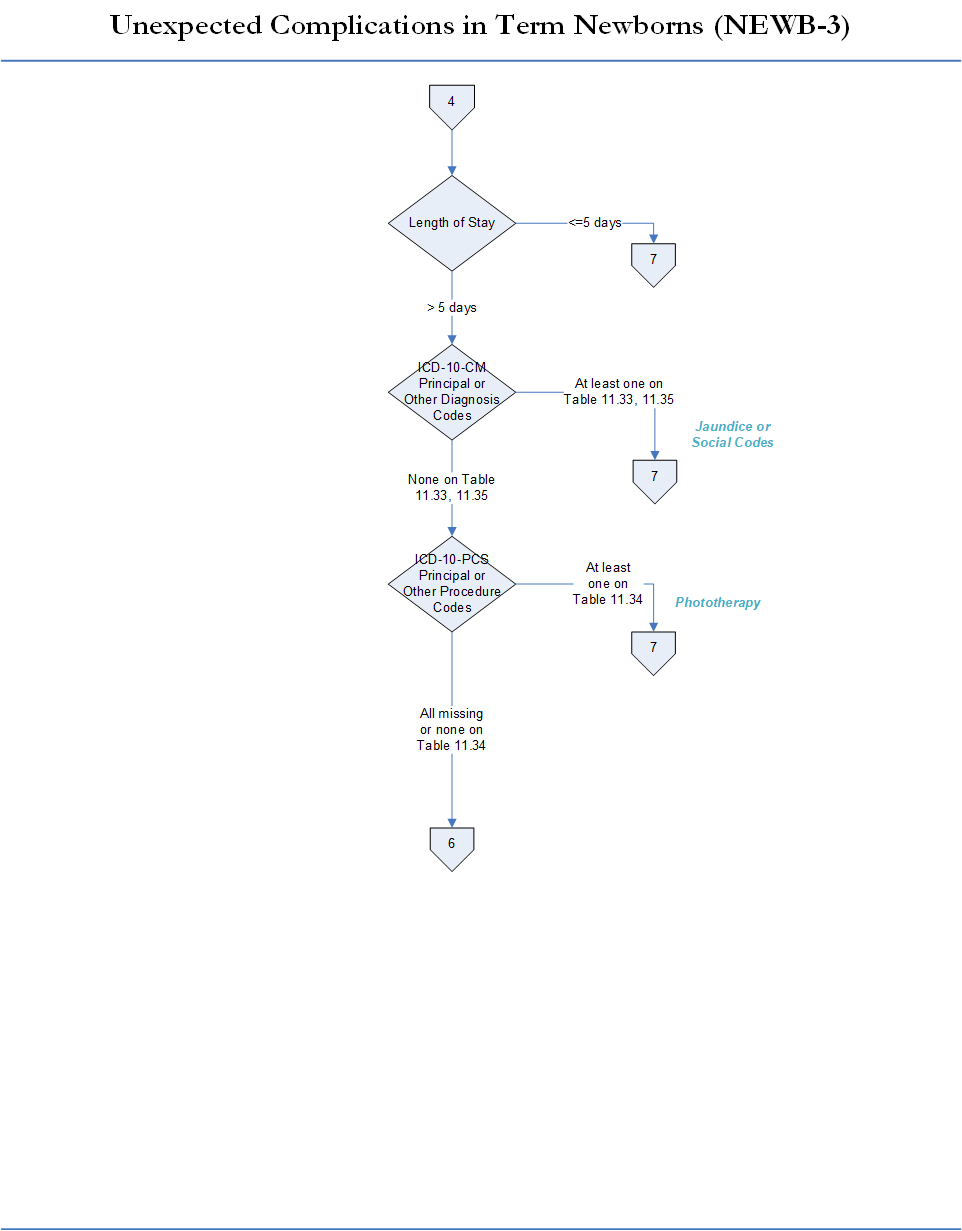 Unexpected Complications in Term Newborns (NEWB-3)
4
Length of Stay
<=5 days
7
> 5 days
ICD-10-CM
Principal or
Other Diagnosis
Codes
At least one on
Table 11.33, 11.35
Jaundice or
Social Codes
7
None on Table
11.33, 11.35
ICD-10-PCS
Principal or
Other Procedure
Codes
At least
one on
Table 11.34
Phototherapy
7
All missing
or none on
Table 11.34
6